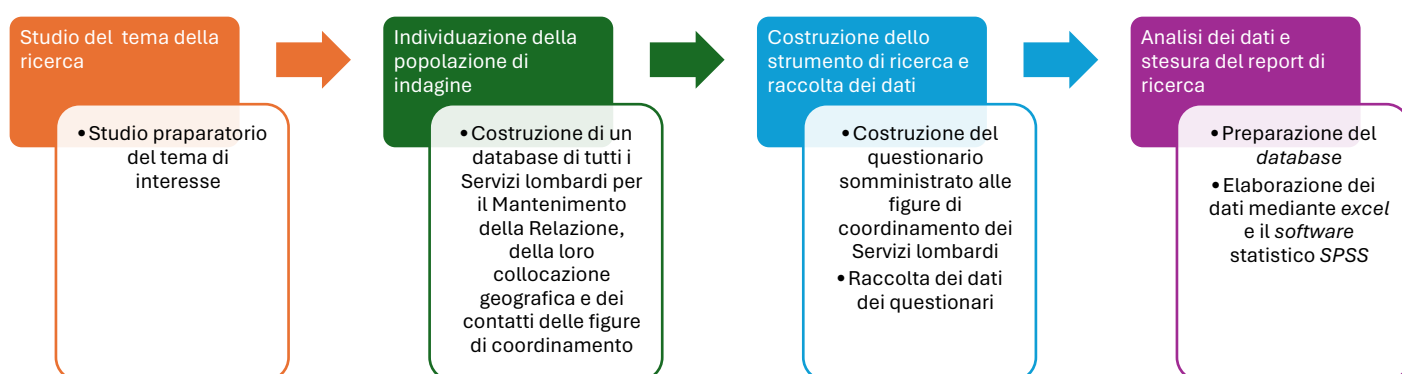 Studio del  tema della
ricerca
•Studio praparatorio
del tema di
interesse
Individuazione della
popolazione di
indagine
•Costruzione di un
database di tutti i
Servizi lombardi per
il Mantenimento
della Relazione,
della loro
collocazione
geografica e dei
contatti delle figure
di coordinamento
Costruzione dello
strumento di ricerca e
raccolta dei dati
•Costruzione del
questionario
somministrato alle
figure di
coordinamento dei
Servizi lombardi
•Raccolta dei dati
dei questionari
Analisi dei dati e
stesura del report di
ricerca
•Preparazione del
database
•Elaborazione dei
dati mediante excel
e il software
statistico SPSS